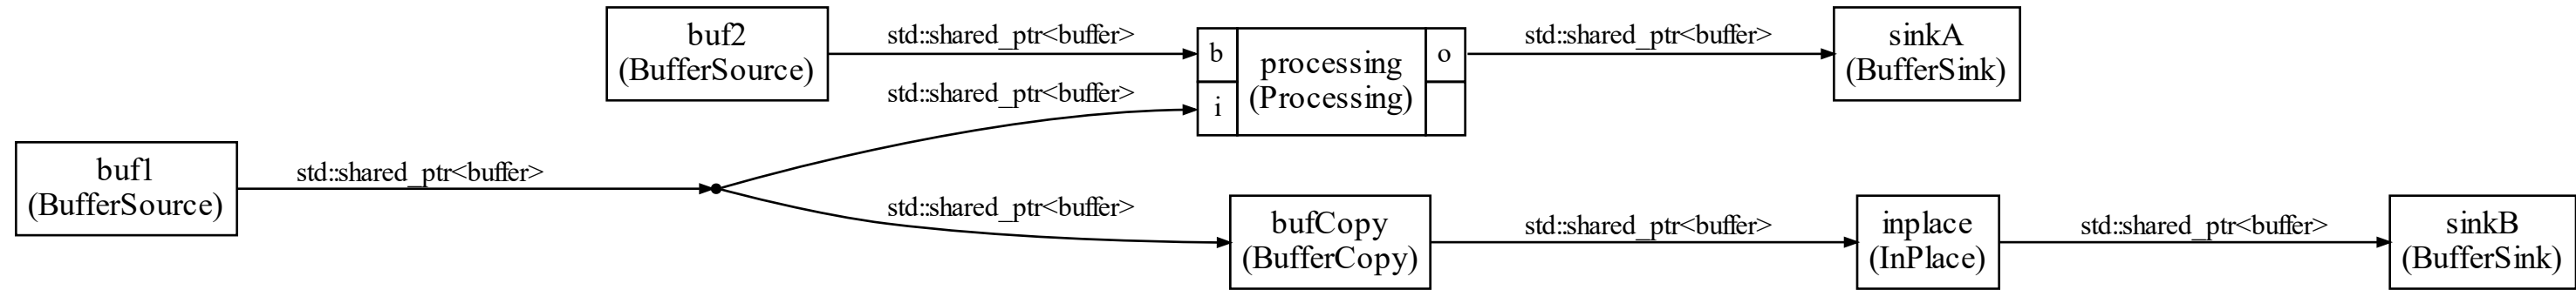 buf2
(BufferSource)
std::shared_ptr<buffer>
b
i
processing
(Processing)
o
std::shared_ptr<buffer>
sinkA
(BufferSink)
std::shared_ptr<buffer>
buf1
(BufferSource)
std::shared_ptr<buffer>
std::shared_ptr<buffer>
bufCopy
(BufferCopy)
std::shared_ptr<buffer>
inplace
(InPlace)
std::shared_ptr<buffer>
sinkB
(BufferSink)